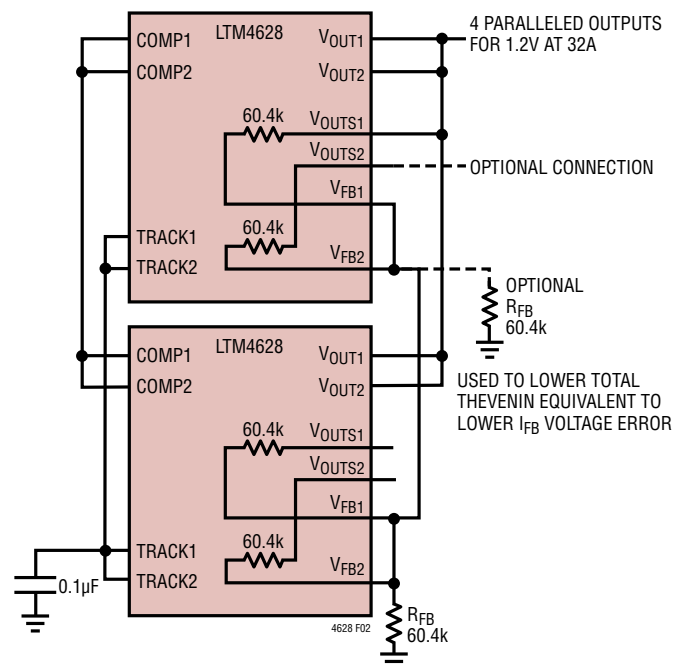 COMP1
LTM4628
VOUT1
4 PARALLELED OUTPUTS
FOR 1.2V AT 32A
COMP2
VOUT2
60.4k
VOUTS1
VOUTS2
OPTIONAL CONNECTION
VFB1
TRACK1
60.4k
TRACK2
VFB2
OPTIONAL
RFB
60.4k
COMP1
LTM4628
VOUT1
COMP2
VOUT2
USED TO LOWER TOTAL
THEVENIN EQUIVALENT TO
LOWER IFB VOLTAGE ERROR
60.4k
VOUTS1
VOUTS2
VFB1
TRACK1
60.4k
TRACK2
VFB2
0.1µF
4628 F02
RFB
60.4k